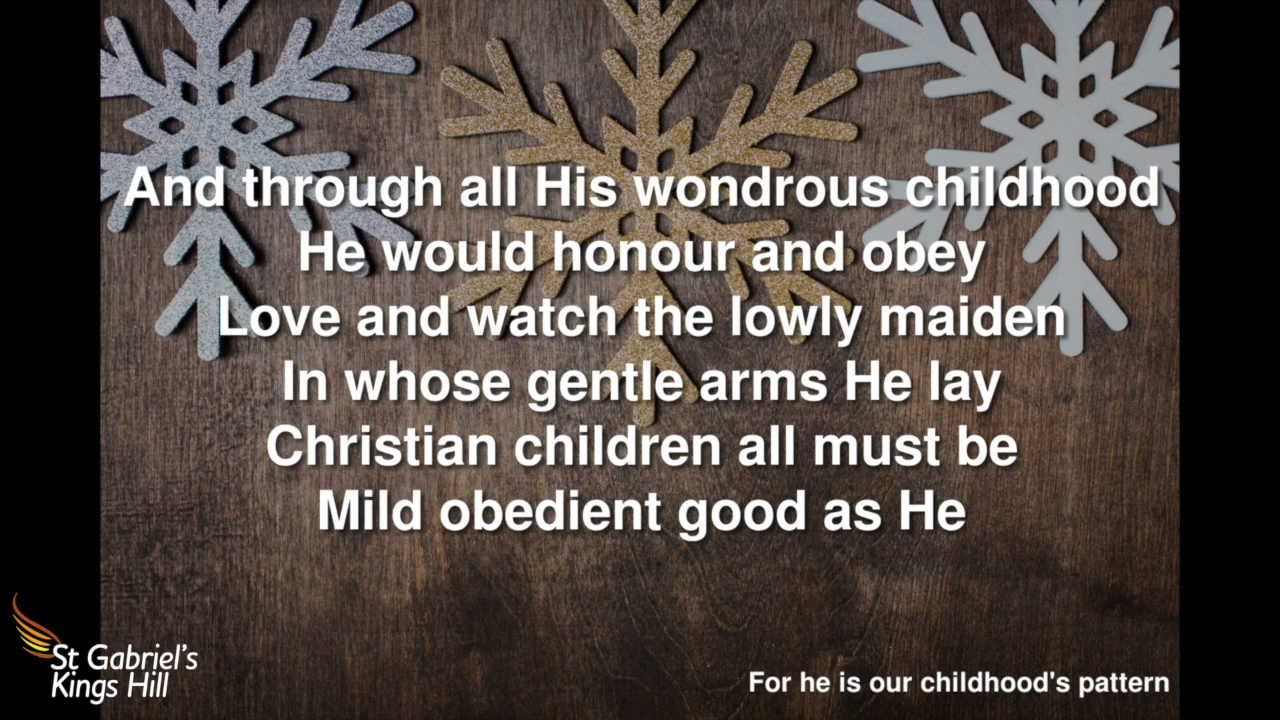 And through all His wondrous childhood
He would honour and obey
Love and watch the lowly maiden
In whose gentle arms He lay
Christian children all must be
Mild obedient good as He
St Gabriel's
Kings Hill
For he is our childhood's pattern